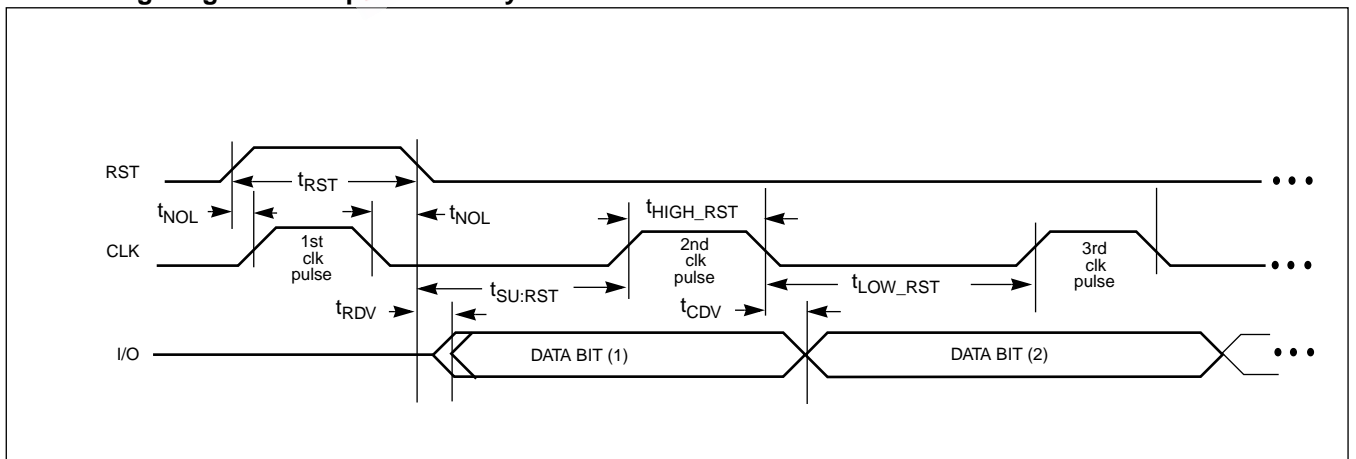 RST
tRST
tNOL
tNOL
tHIGH_RST
CLK
1st
clk
pulse
2nd
clk
pulse
3rd
clk
pulse
tSU:RST
tLOW_RST
tRDV
tCDV
I/O
DATA BIT (1)
DATA BIT (2)